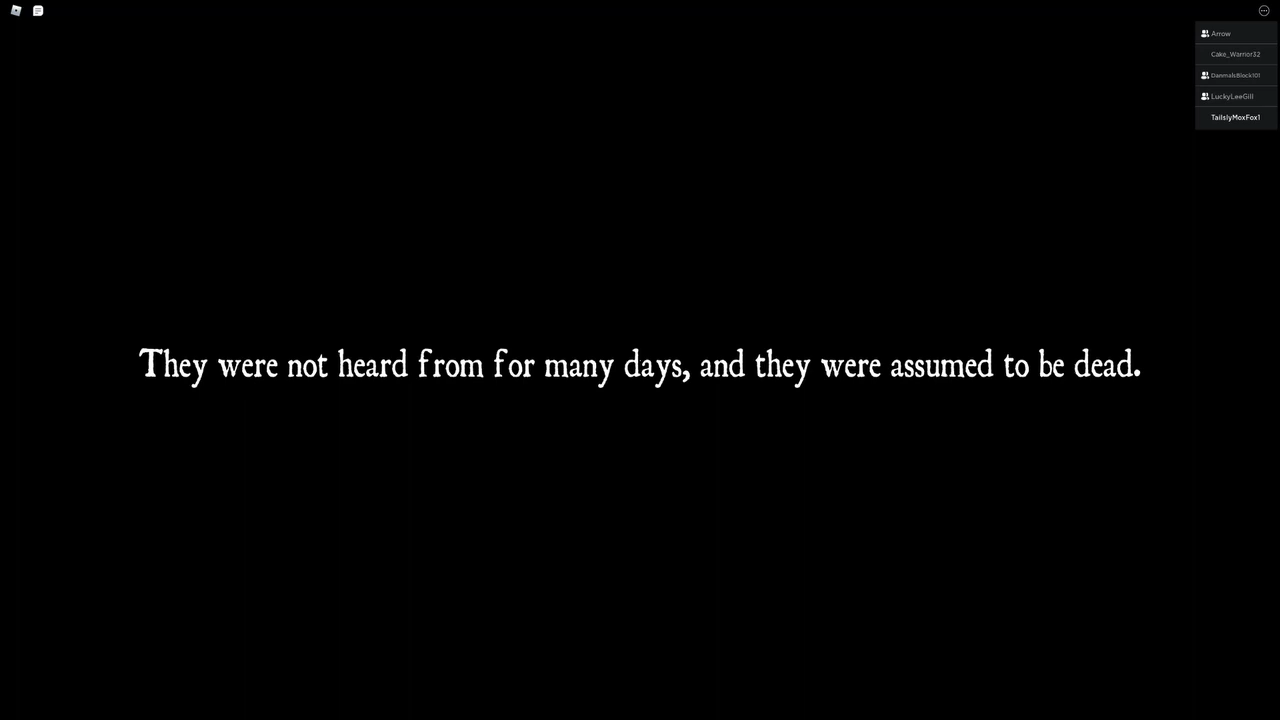 Arrow
Cake_Warrior32
DanmalsBlock101
LuckyLeeGill
TailslyMoxFox1
They were not heard from for many days, and they were assumed to be dead.